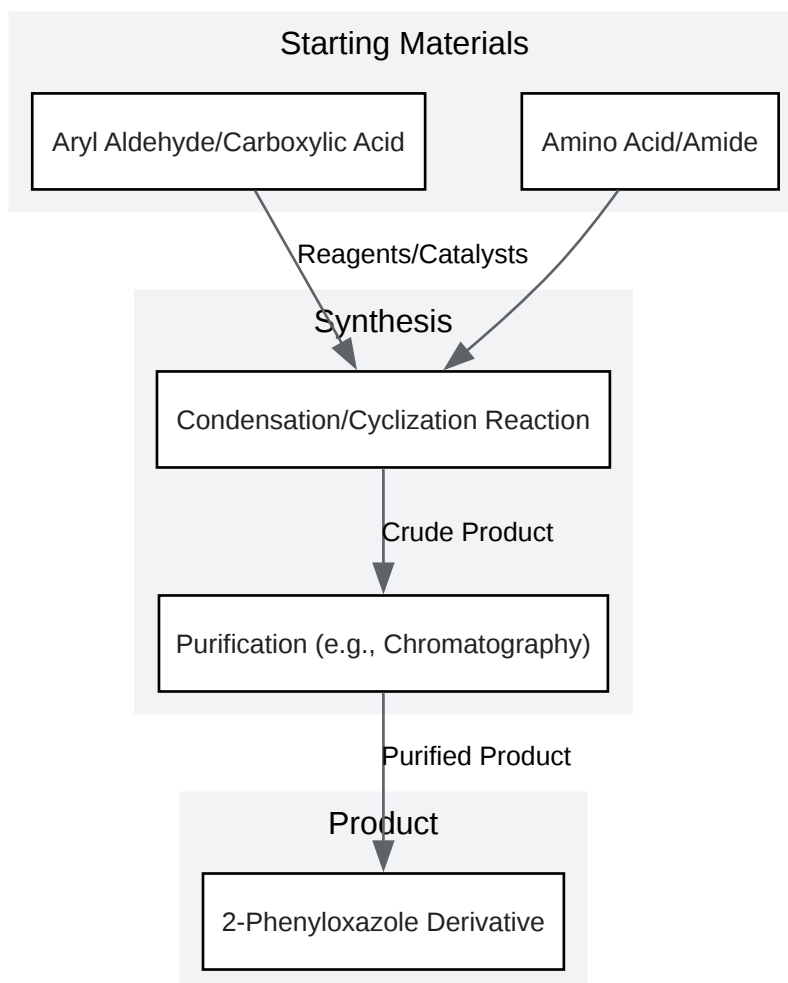 Starting Materials
Aryl Aldehyde/Carboxylic Acid
Amino Acid/Amide
Reagents/Catalysts
Synthesis
Condensation/Cyclization Reaction
Crude Product
Purification (e.g., Chromatography)
Purified Product
Product
2-Phenyloxazole Derivative